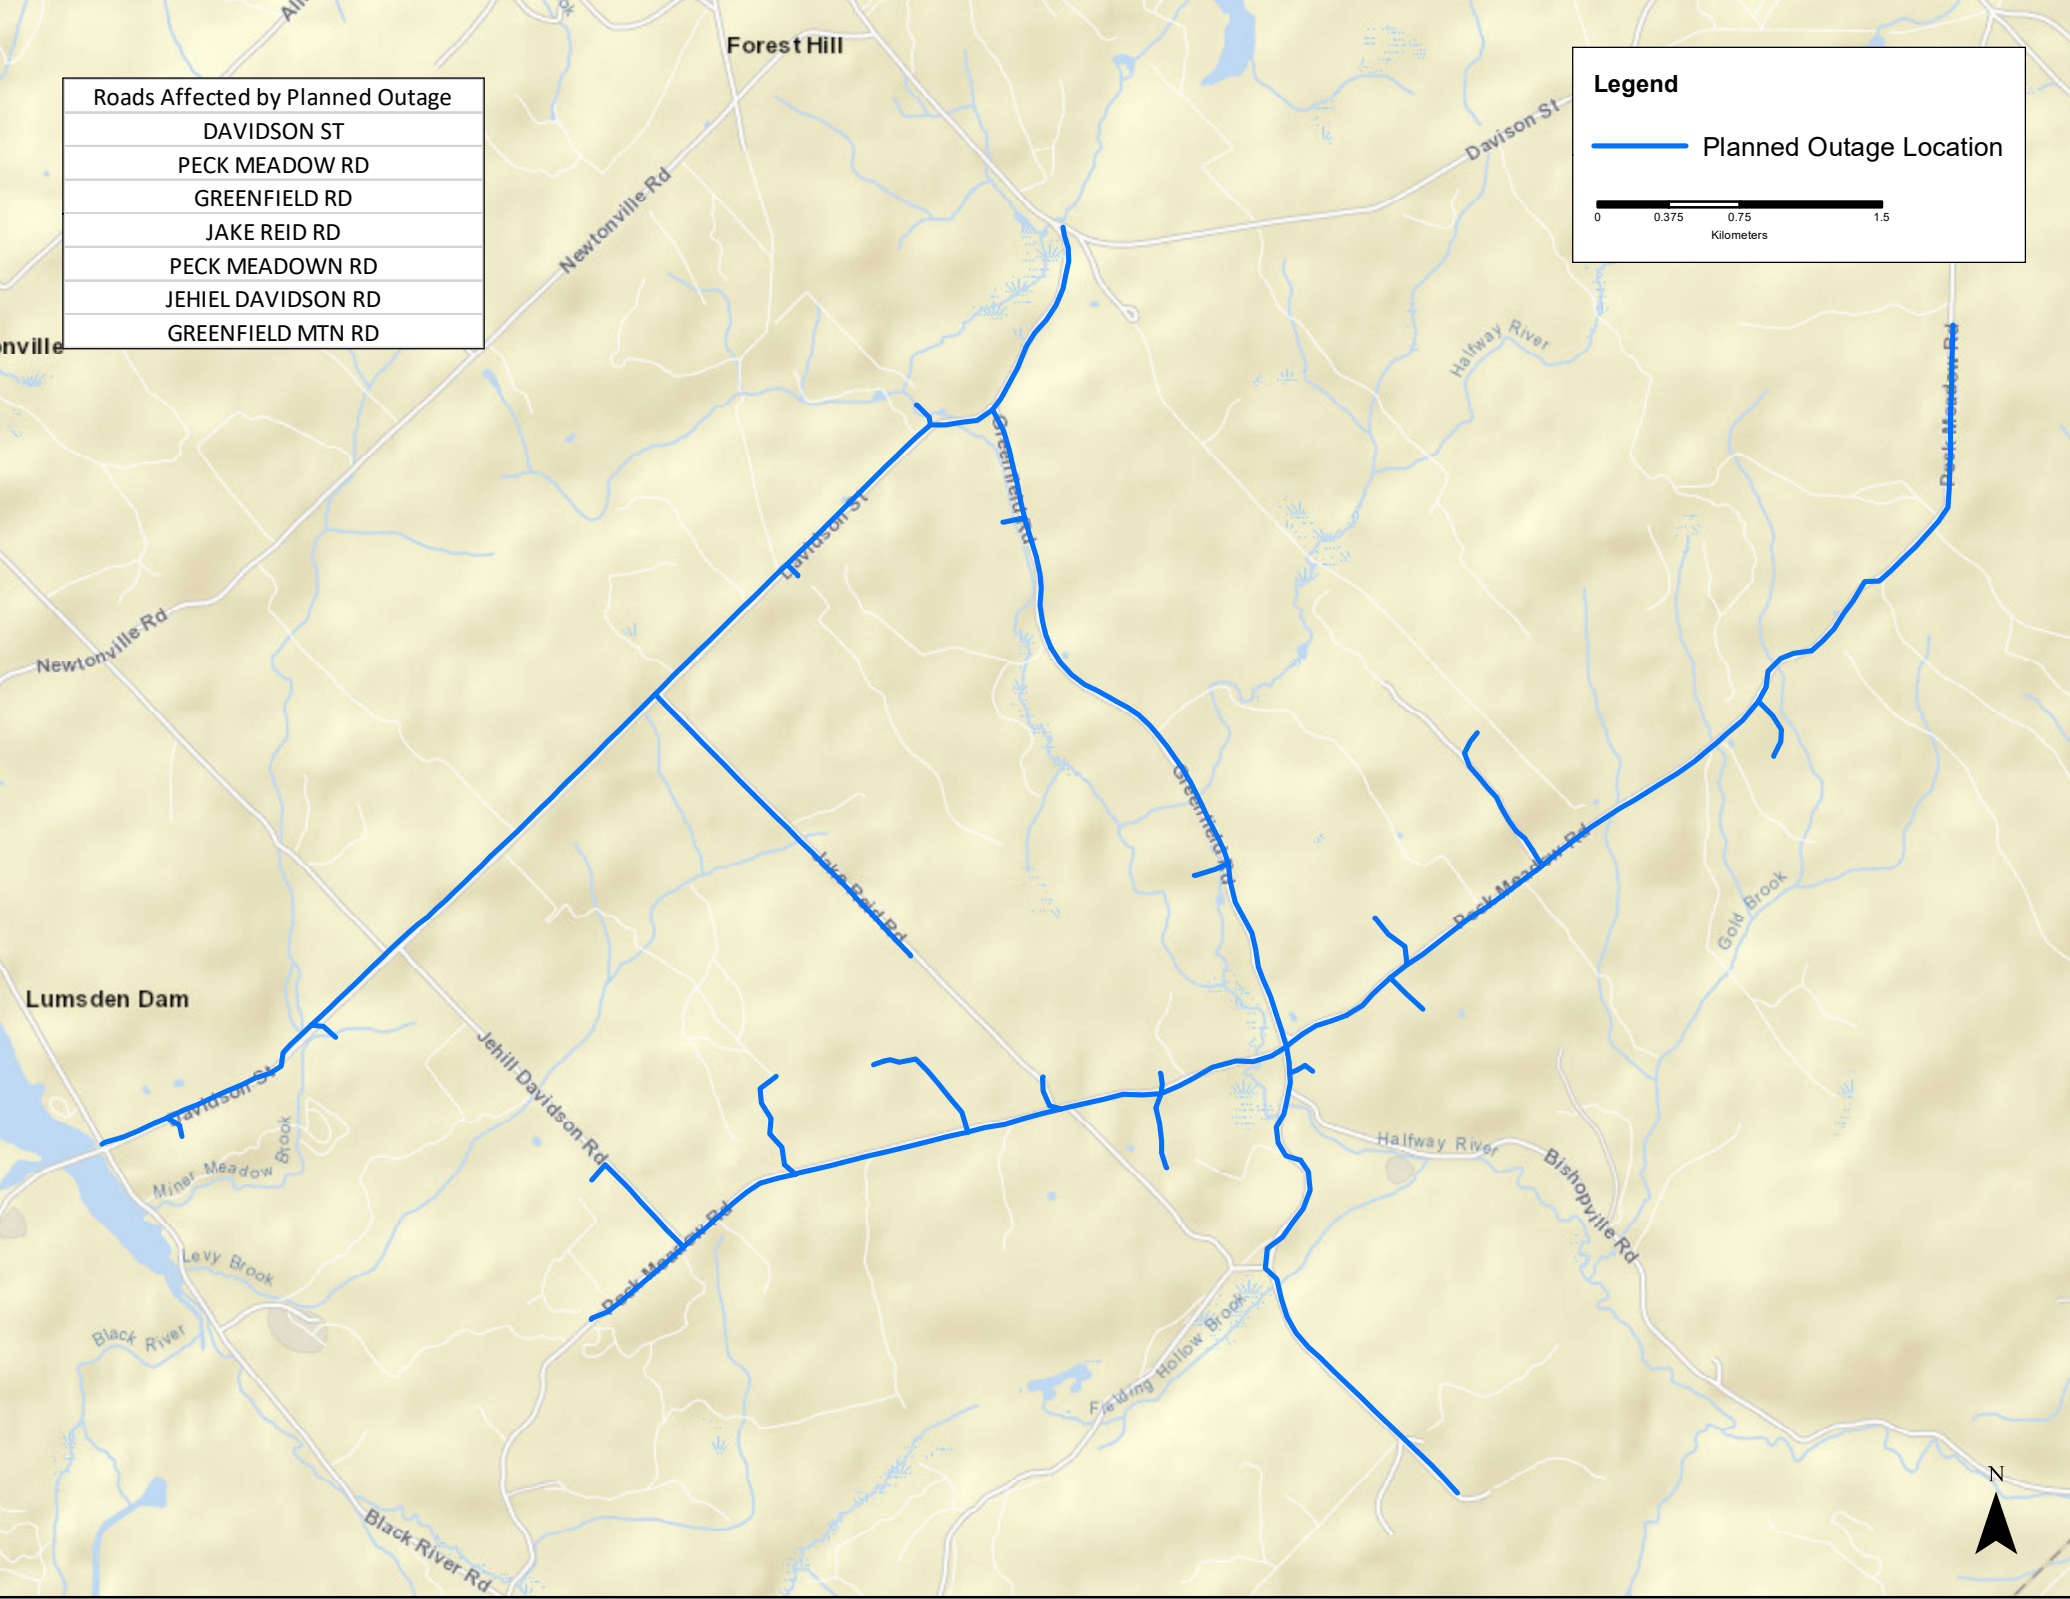 Forest Hill
Roads Affected by Planned Outage
DAVIDSON ST
PECK MEADOW RD
GREENFIELD RD
JAKE REID RD
PECK MEADOWN RD
JEHIEL DAVIDSON RD
GREENFIELD MTN RD
Legend
Planned Outage Location
0 0.375 0.75 1.5
Kilometers
Davison St
Newtonville Rd
onville
Halfway River
Peck Meadow Rd
Greenfield Rd
Davidson St
Newtonville Rd
Greenfield Rd
Peck Meadow Rd
Jake Reid Rd
Gold Brook
Lumsden Dam
Jehill Davidson Rd
Davidson St
Miner Meadow Brook
Halfway River
Bishopville Rd
Peck Meadow Rd
Levy Brook
Black River
Fielding Hollow Brook
Black River Rd
N